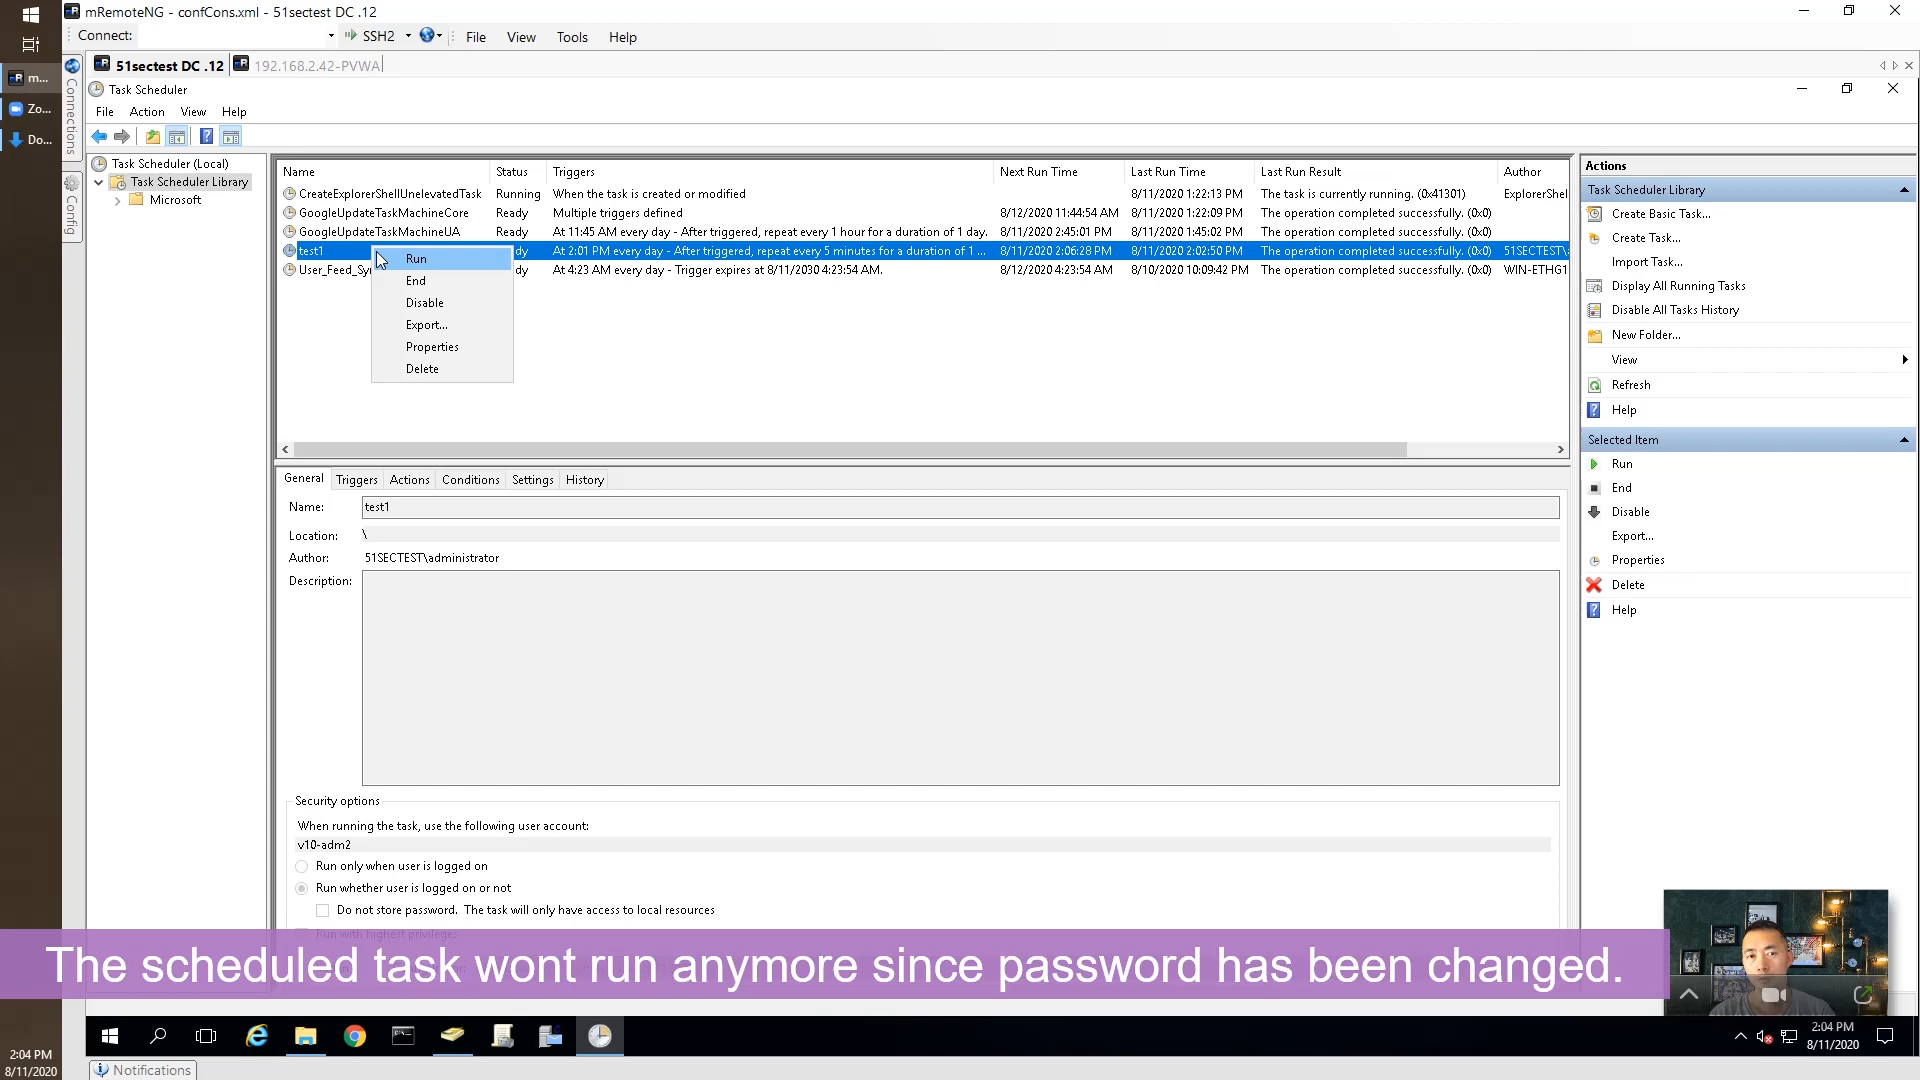 mRemoteNG - confCons.xml - 51sectest DC .12
Connect: SSH2 File View Tools Help
51sectest DC .12 192.168.2.42-PVWA
m...
Zo...
Do...
Connections
Config
Task Scheduler
File Action View Help
Task Scheduler (Local)
Task Scheduler Library
Microsoft
Name Status Triggers Next Run Time Last Run Time Last Run Result Author
CreateExplorerShellUnelevatedTask Running When the task is created or modified 8/11/2020 1:22:13 PM The task is currently running. (0x41301) ExplorerShel
GoogleUpdateTaskMachineCore Ready Multiple triggers defined 8/12/2020 11:44:54 AM 8/11/2020 1:22:09 PM The operation completed successfully. (0x0)
GoogleUpdateTaskMachineUA Ready At 11:45 AM every day - After triggered, repeat every 1 hour for a duration of 1 day. 8/11/2020 2:45:01 PM 8/11/2020 1:45:02 PM The operation completed successfully. (0x0)
test1 dy At 2:01 PM every day - After triggered, repeat every 5 minutes for a duration of 1 ... 8/11/2020 2:06:28 PM 8/11/2020 2:02:50 PM The operation completed successfully. (0x0) 51SECTEST\
User_Feed_Sy dy At 4:23 AM every day - Trigger expires at 8/11/2030 4:23:54 AM. 8/12/2020 4:23:54 AM 8/10/2020 10:09:42 PM The operation completed successfully. (0x0) WIN-ETHG1
Run
End
Disable
Export...
Properties
Delete
General Triggers Actions Conditions Settings History
Name: test1
Location: \
Author: 51SECTEST\administrator
Description:
Security options
When running the task, use the following user account:
v10-adm2
Run only when user is logged on
Run whether user is logged on or not
Do not store password. The task will only have access to local resources
Run with highest privileges
Actions
Task Scheduler Library
Create Basic Task...
Create Task...
Import Task...
Display All Running Tasks
Disable All Tasks History
New Folder...
View
Refresh
Help
Selected Item
Run
End
Disable
Export...
Properties
Delete
Help
The scheduled task wont run anymore since password has been changed.
2:04 PM
8/11/2020
2:04 PM
8/11/2020
Notifications